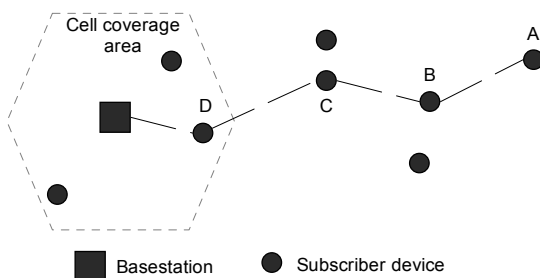 Cell coverage
area
A
B
C
D
Basestation
Subscriber device